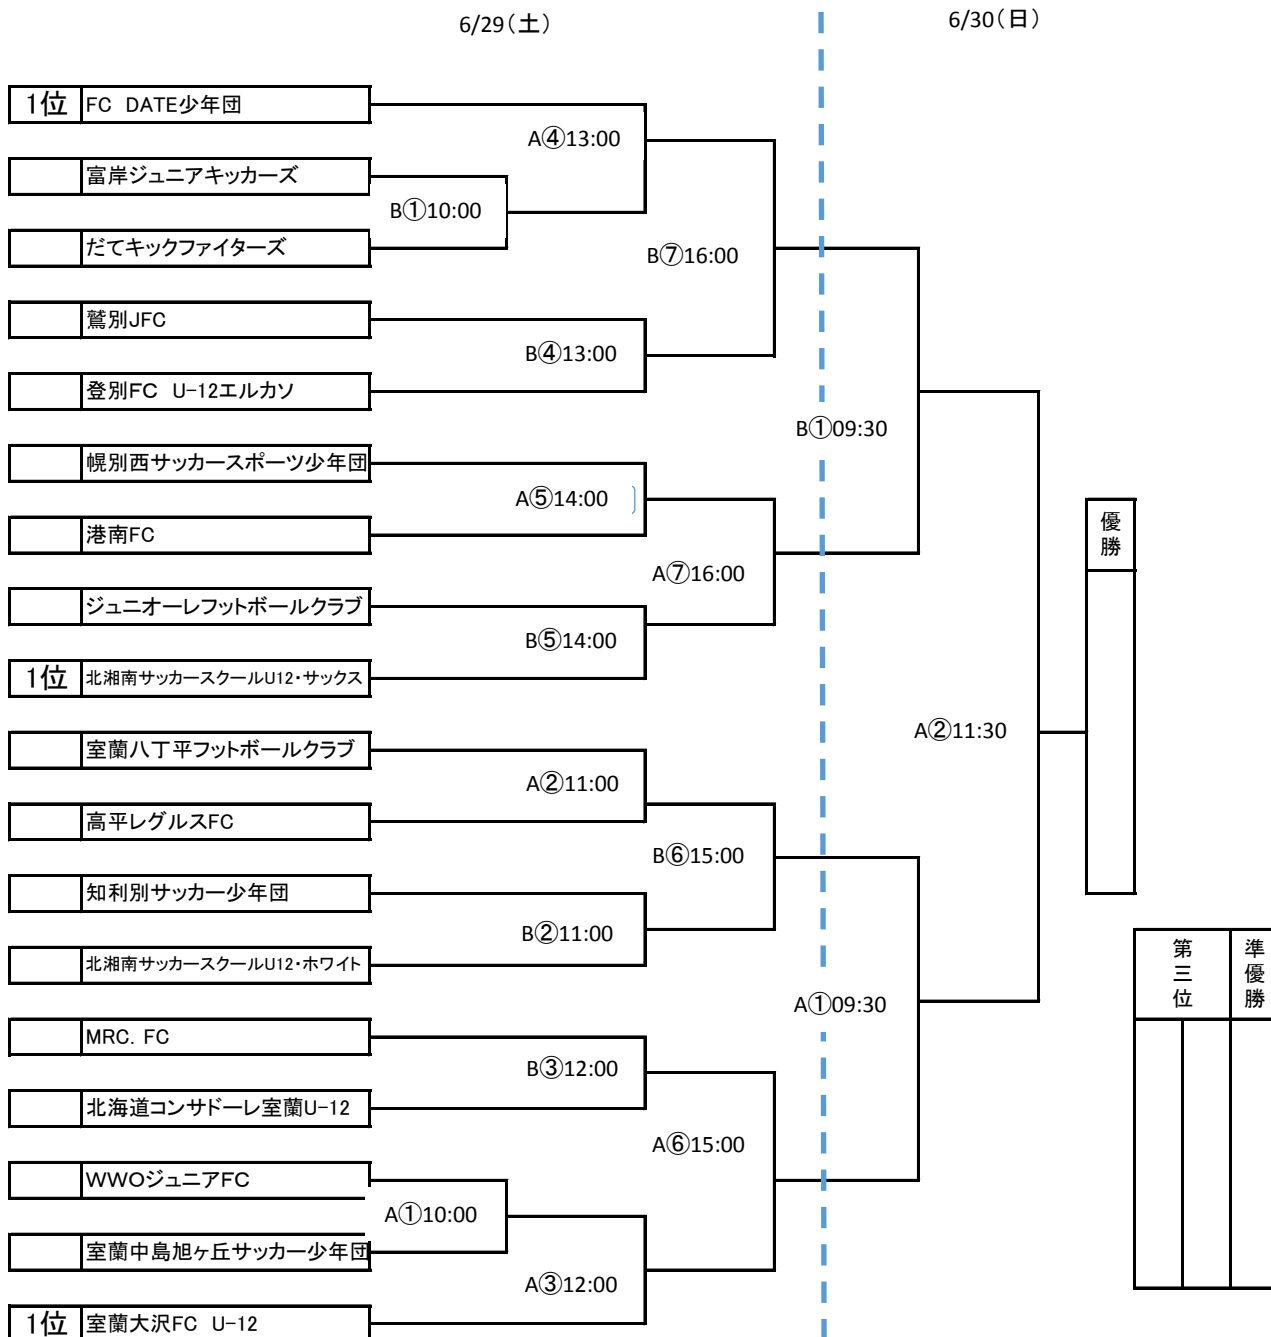 6/29(土)
6/30(日)
1位 FC DATE少年団
A④13:00
富岸ジュニアキッカーズ
B①10:00
だてキックファイターズ
B⑦16:00
鷲別JFC
B④13:00
登別FC U-12エルカソ
B①09:30
幌別西サッカースポーツ少年団
A⑤14:00
港南FC
優勝
A⑦16:00
ジュニオーレフットボールクラブ
B⑤14:00
1位 北湘南サッカースクールU12・サックス
A②11:30
室蘭八丁平フットボールクラブ
A②11:00
高平レグルスFC
B⑥15:00
知利別サッカー少年団
B②11:00
北湘南サッカースクールU12・ホワイト
第三位 準優勝
A①09:30
MRC. FC
B③12:00
北海道コンサドーレ室蘭U-12
A⑥15:00
WWOジュニアFC
A①10:00
室蘭中島旭ヶ丘サッカー少年団
A③12:00
1位 室蘭大沢FC U-12